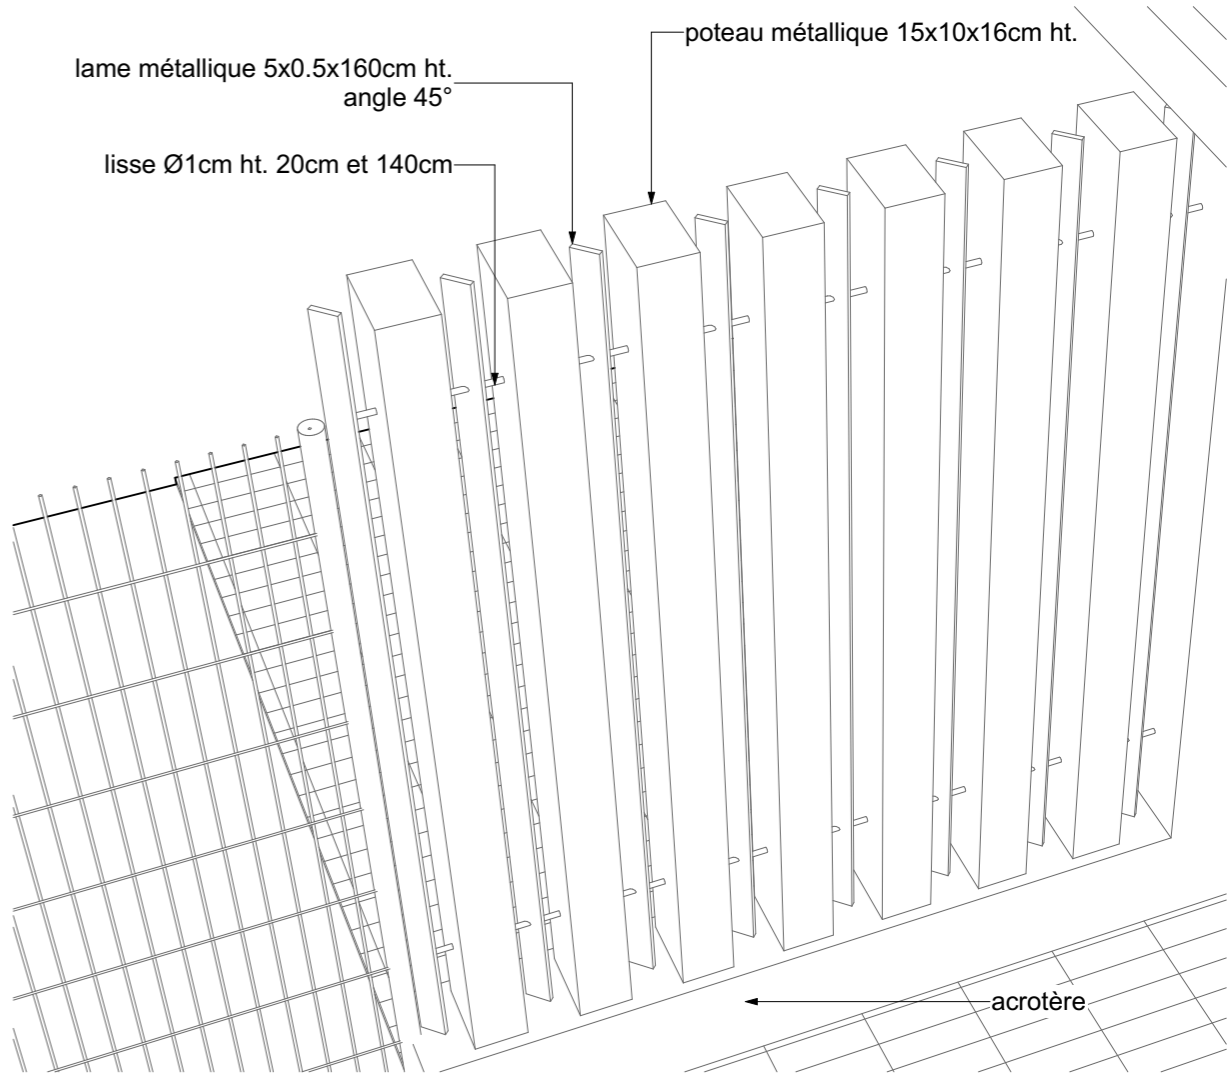 poteau métallique 15x10x16cm ht.
lame métallique 5x0.5x160cm ht.
angle 45°
lisse Ø1cm ht. 20cm et 140cm
acrotère